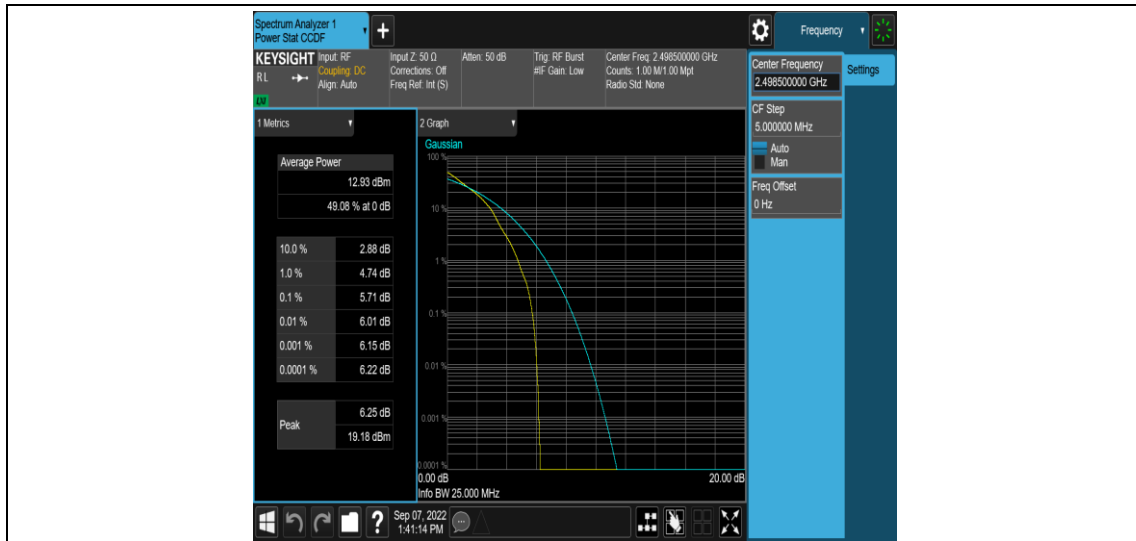 Spectrum Analyzer 1
Power Stat CCDF
+
Frequency
KEYSIGHT
RL
LXI
Input: RF
Coupling: DC
Align: Auto
Input Z: 50 Ω
Corrections: Off
Freq Ref: Int (S)
Atten: 50 dB
Trig: RF Burst
#IF Gain: Low
Center Freq: 2.498500000 GHz
Counts: 1.00 M/1.00 Mpt
Radio Std: None
Center Frequency
2.498500000 GHz
Settings
CF Step
5.000000 MHz
Auto
Man
Freq Offset
0 Hz
1 Metrics
Average Power
12.93 dBm
49.08 % at 0 dB
10.0 % 2.88 dB
1.0 % 4.74 dB
0.1 % 5.71 dB
0.01 % 6.01 dB
0.001 % 6.15 dB
0.0001 % 6.22 dB
Peak
6.25 dB
19.18 dBm
2 Graph
Gaussian
100 %
10 %
1 %
0.1 %
0.01 %
0.001 %
0.0001 %
0.00 dB 20.00 dB
Info BW 25.000 MHz
?
Sep 07, 2022
1:41:14 PM